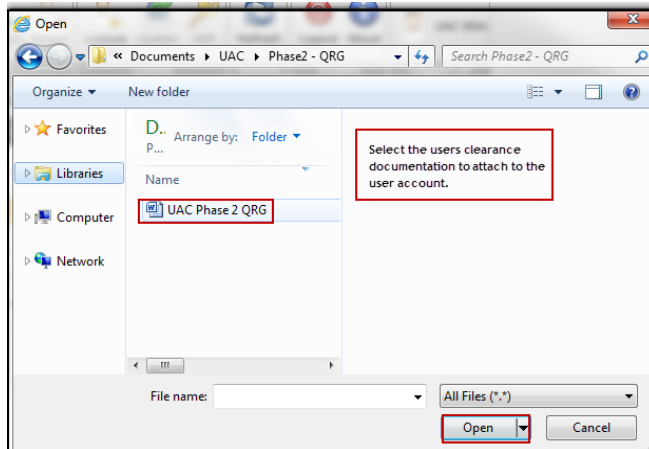 Open
« Documents ▸ UAC ▸ Phase2 - QRG
Search Phase2 - QRG
Organize
New folder
Favorites
Libraries
Computer
Network
D..
P...
Arrange by: Folder
Name
UAC Phase 2 QRG
Select the users clearance
documentation to attach to the
user account.
File name:
All Files (*.*)
Open
Cancel